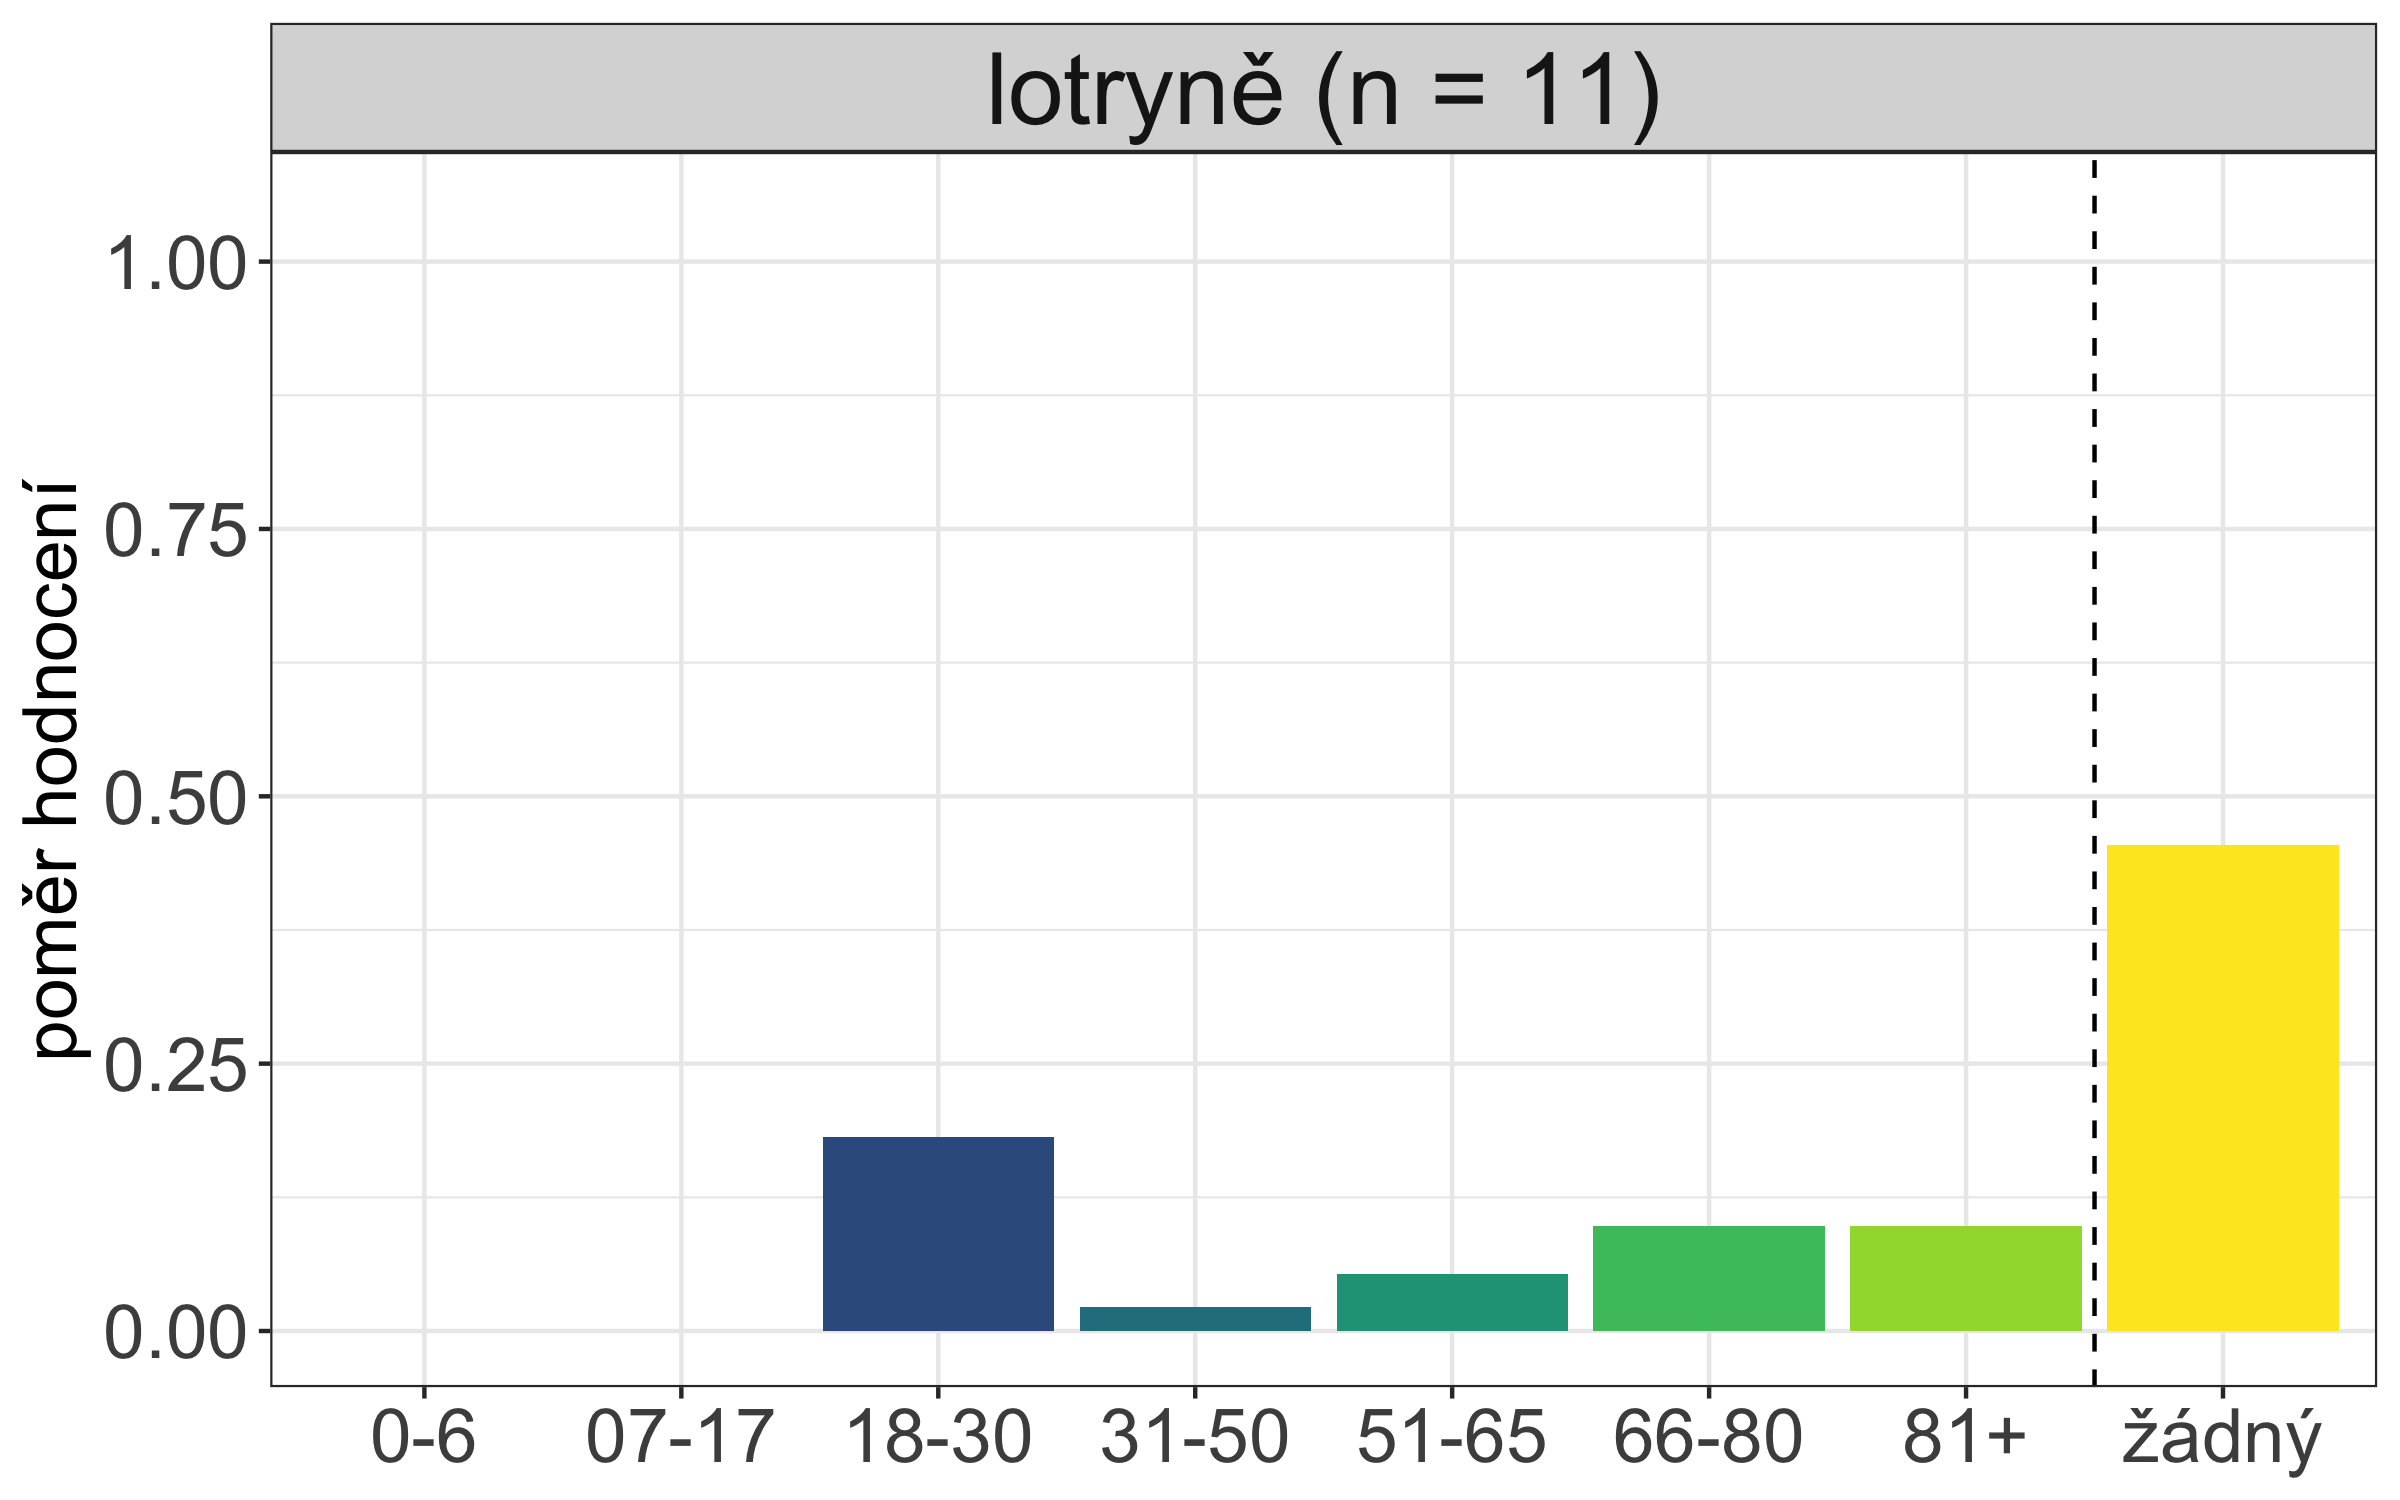 lotryně (n = 11)
poměr hodnocení
1.00
0.75
0.50
0.25
0.00
0-6 07-17 18-30 31-50 51-65 66-80 81+ žádný